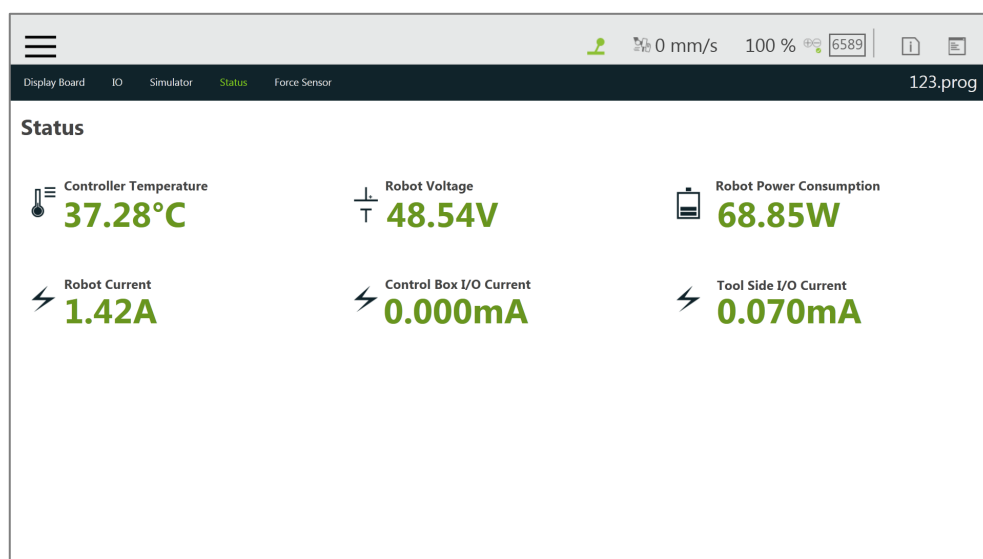 0 mm/s 100 % 6589
Display Board IO Simulator Status Force Sensor 123.prog
Status
Controller Temperature Robot Voltage Robot Power Consumption
37.28°C 48.54V 68.85W
Robot Current Control Box I/O Current Tool Side I/O Current
1.42A 0.000mA 0.070mA